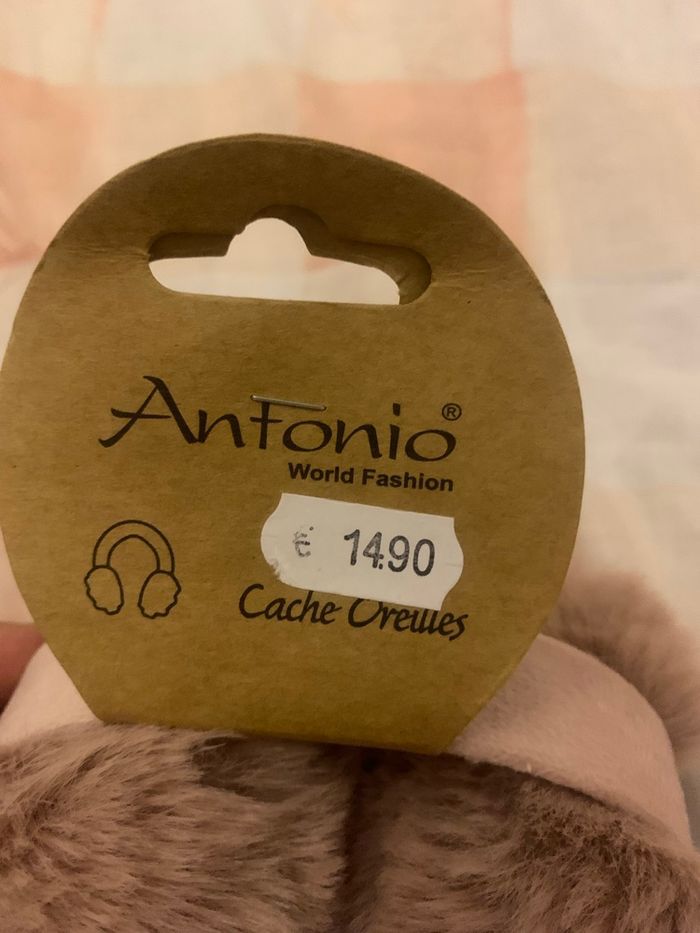 Antonio®
World Fashion
€ 14.90
Cache Oreilles